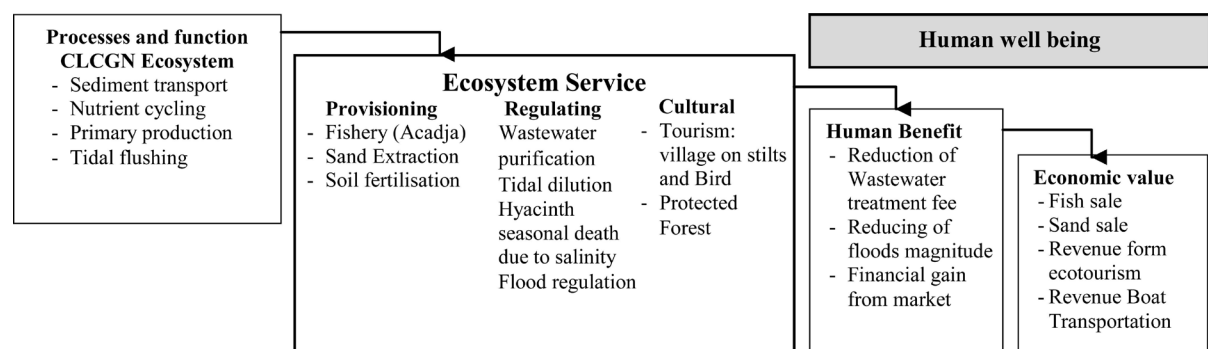 Processes and function
CLCGN Ecosystem
- Sediment transport
- Nutrient cycling
- Primary production
- Tidal flushing
Ecosystem Service
Provisioning
- Fishery (Acadja)
- Sand Extraction
- Soil fertilisation
Regulating
Wastewater
purification
Tidal dilution
Hyacinth
seasonal death
due to salinity
Flood regulation
Cultural
- Tourism:
village on stilts
and Bird
- Protected
Forest
Human well being
Human Benefit
- Reduction of
Wastewater
treatment fee
- Reducing of
floods magnitude
- Financial gain
from market
Economic value
- Fish sale
- Sand sale
- Revenue form
ecotourism
- Revenue Boat
Transportation